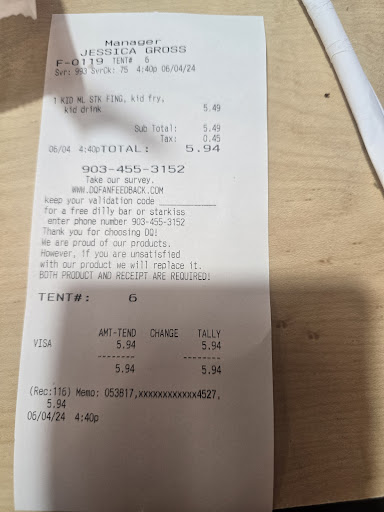 Manager
JESSICA GROSS
F-0119 TENT# 6
Svr: 993 SvrCk: 75 4:40p 06/04/24
1 KID ML STK FING, kid fry,
kid drink 5.49
Sub Total: 5.49
Tax: 0.45
06/04 4:40pTOTAL: 5.94
903-455-3152
Take our survey.
WWW.DQFANFEEDBACK.COM
keep your validation code ____________
for a free dilly bar or starkiss
enter phone number 903-455-3152
Thank you for choosing DQ!
We are proud of our products.
However, if you are unsatisfied
with our product we will replace it.
BOTH PRODUCT AND RECEIPT ARE REQUIRED!
TENT#: 6
AMT-TEND CHANGE TALLY
VISA 5.94 5.94
-------- --------
5.94 5.94
(Rec:116) Memo: 053817,xxxxxxxxxxxx4527,
5.94
06/04/24 4:40p